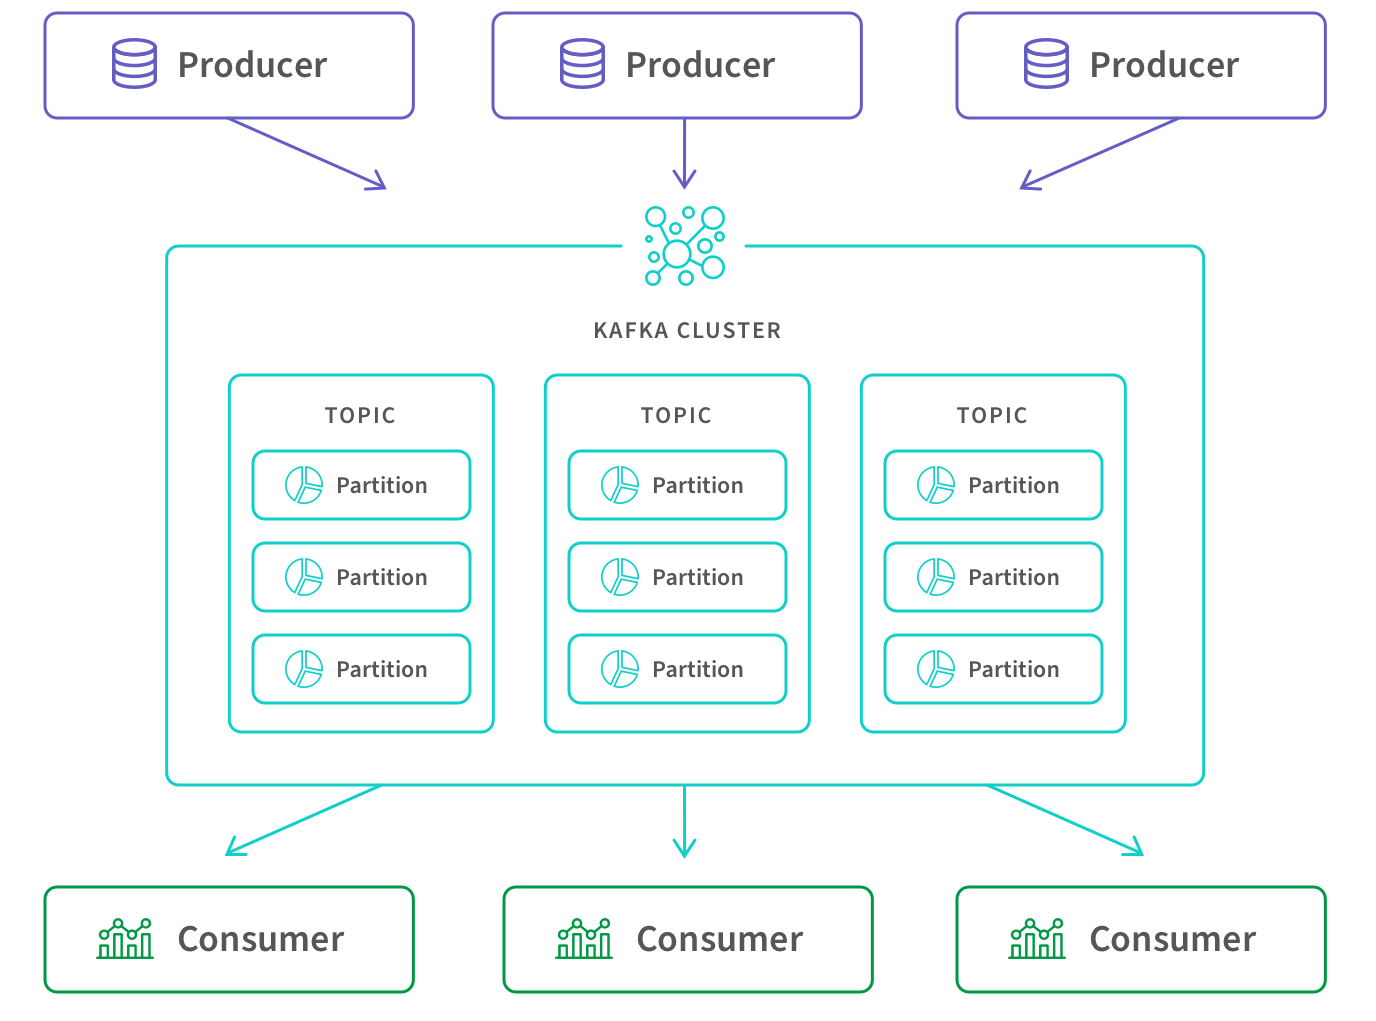 Producer
Producer
Producer
KAFKA CLUSTER
TOPIC
TOPIC
TOPIC
Partition
Partition
Partition
Partition
Partition
Partition
Partition
Partition
Partition
Consumer
Consumer
Consumer